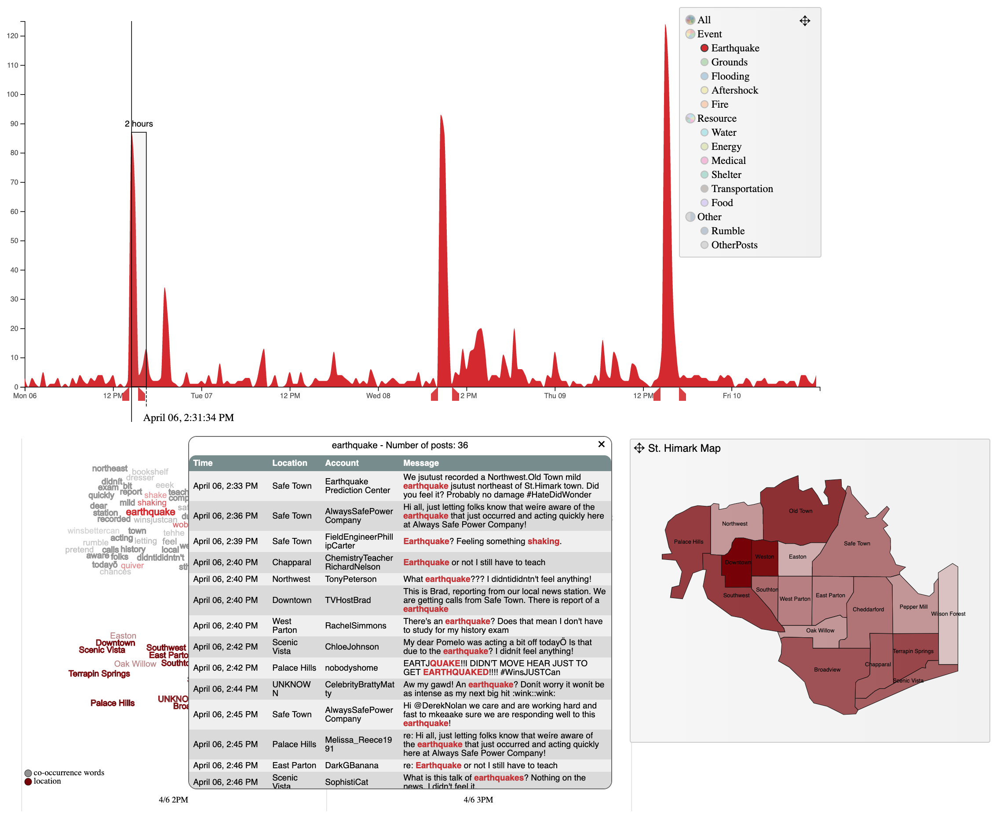 120
110
100
90
80
70
60
50
40
30
20
10
0
2 hours
Mon 06
12 PM
Tue 07
12 PM
Wed 08
12 PM
Thu 09
12 PM
Fri 10
April 06, 2:31:34 PM
All
Event
Earthquake
Grounds
Flooding
Aftershock
Fire
Resource
Water
Energy
Medical
Shelter
Transportation
Food
Other
Rumble
OtherPosts
northeast
bookshelf
dresser
didnít
exam bit
eeek
quickly
report
shake
teach
comp
dear
mild
shaking
station
earthquake
recorded
winsjustcan
winsbettercan
town
tehhe
acting
letting
rumble
feel
pretend
calls
history
local
aware
folks
didntididntn't
todayõ
quiver
chances
Easton
Downtown
Scenic Vista
Southwest
East Parto
Oak Willow
Southto
Terrapin Springs
UNKNO
Palace Hills
Broa
co-occurrence words
location
4/6 2PM
4/6 3PM
earthquake - Number of posts: 36
Time Location Account Message
April 06, 2:33 PM Safe Town Earthquake Prediction Center
We jsutust recorded a Northwest.Old Town mild
earthquake jsutust northeast of St.Himark town. Did
you feel it? Probably no damage #HateDidWonder
April 06, 2:36 PM Safe Town AlwaysSafePower Company
Hi all, just letting folks know that weíre aware of the
earthquake that just occurred and acting quickly here
at Always Safe Power Company!
April 06, 2:39 PM Safe Town FieldEngineerPhillipCarter
Earthquake? Feeling something shaking.
April 06, 2:40 PM Chapparal ChemistryTeacherRichardNelson
Earthquake or not I still have to teach
April 06, 2:40 PM Northwest TonyPeterson
What earthquake??? I didntididntn't feel anything!
April 06, 2:40 PM Downtown TVHostBrad
This is Brad, reporting from our local news station. We
are getting calls from Safe Town. There is report of a
earthquake
April 06, 2:40 PM West Parton RachelSimmons
There's an earthquake? Does that mean I don't have
to study for my history exam
April 06, 2:42 PM Scenic Vista ChloeJohnson
My dear Pomelo was acting a bit off todayÖ Is that
due to the earthquake? I didnít feel anything!
April 06, 2:42 PM Palace Hills nobodyshome
EARTJQUAKE!!I DIDN'T MOVE HEAR JUST TO
GET EARTHQUAKED!!!! #WinsJUSTCan
April 06, 2:44 PM UNKNOWN CelebrityBrattyMatty
Aw my gawd! An earthquake? Donít worry it wonít be
as intense as my next big hit :wink::wink:
April 06, 2:45 PM Safe Town AlwaysSafePower Company
Hi @DerekNolan we care and are working hard and
fast to mkeaake sure we are responding well to this
earthquake!
April 06, 2:45 PM Palace Hills Melissa_Reece1991
re: Hi all, just letting folks know that weíre aware of
the earthquake that just occurred and acting quickly
here at Always Safe Power Company!
April 06, 2:46 PM East Parton DarkGBanana
re: Earthquake or not I still have to teach
April 06, 2:46 PM Scenic Vista SophistiCat
What is this talk of earthquakes? Nothing on the
news. I didn't feel it.
St. Himark Map
Old Town
Northwest
Palace Hills
Safe Town
Weston
Easton
Downtown
Southton
Southwest
West Parton
East Parton
Cheddarford
Pepper Mill
Wilson Forest
Oak Willow
Terrapin Springs
Chapparal
Broadview
Scenic Vista